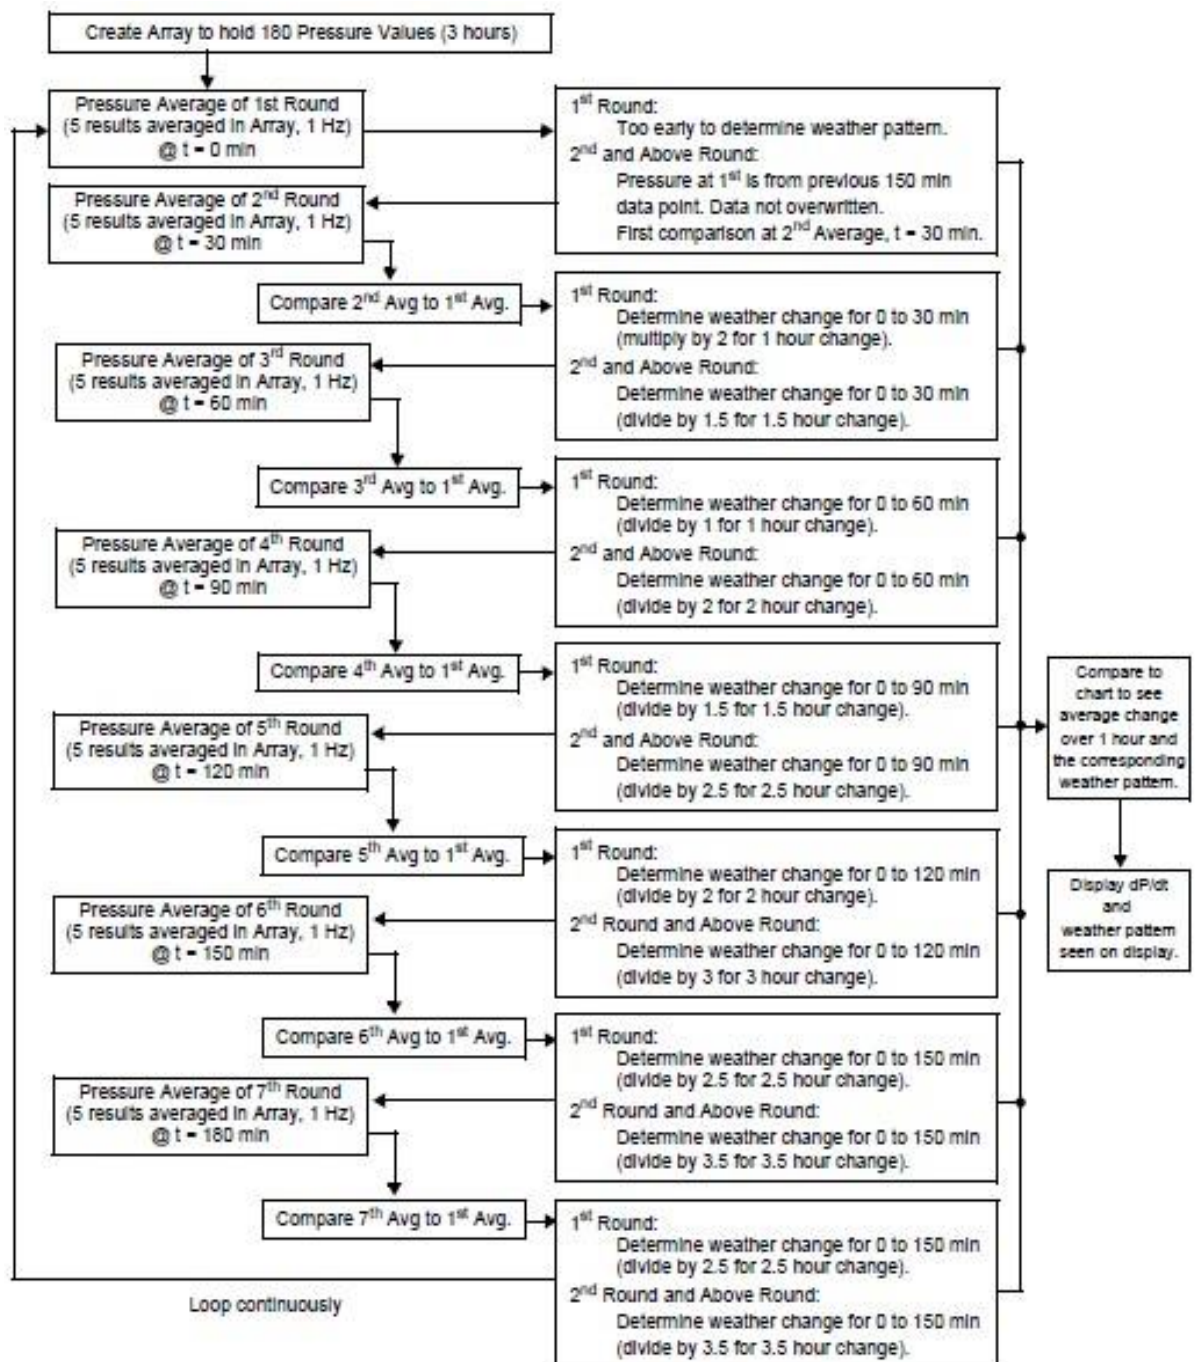 Create Array to hold 180 Pressure Values (3 hours)
Pressure Average of 1st Round
(5 results averaged in Array, 1 Hz)
@ t = 0 min
1st Round:
Too early to determine weather pattern.
2nd and Above Round:
Pressure at 1st is from previous 150 min
data point. Data not overwritten.
First comparison at 2nd Average, t = 30 min.
Pressure Average of 2nd Round
(5 results averaged in Array, 1 Hz)
@ t = 30 min
Compare 2nd Avg to 1st Avg.
1st Round:
Determine weather change for 0 to 30 min
(multiply by 2 for 1 hour change).
2nd and Above Round:
Determine weather change for 0 to 30 min
(divide by 1.5 for 1.5 hour change).
Pressure Average of 3rd Round
(5 results averaged in Array, 1 Hz)
@ t = 60 min
Compare 3rd Avg to 1st Avg.
1st Round:
Determine weather change for 0 to 60 min
(divide by 1 for 1 hour change).
2nd and Above Round:
Determine weather change for 0 to 60 min
(divide by 2 for 2 hour change).
Pressure Average of 4th Round
(5 results averaged in Array, 1 Hz)
@ t = 90 min
Compare 4th Avg to 1st Avg.
1st Round:
Determine weather change for 0 to 90 min
(divide by 1.5 for 1.5 hour change).
2nd and Above Round:
Determine weather change for 0 to 90 min
(divide by 2.5 for 2.5 hour change).
Pressure Average of 5th Round
(5 results averaged in Array, 1 Hz)
@ t = 120 min
Compare 5th Avg to 1st Avg.
1st Round:
Determine weather change for 0 to 120 min
(divide by 2 for 2 hour change).
2nd Round and Above Round:
Determine weather change for 0 to 120 min
(divide by 3 for 3 hour change).
Pressure Average of 6th Round
(5 results averaged in Array, 1 Hz)
@ t = 150 min
Compare 6th Avg to 1st Avg.
1st Round:
Determine weather change for 0 to 150 min
(divide by 2.5 for 2.5 hour change).
2nd Round and Above Round:
Determine weather change for 0 to 150 min
(divide by 3.5 for 3.5 hour change).
Pressure Average of 7th Round
(5 results averaged in Array, 1 Hz)
@ t = 180 min
Compare 7th Avg to 1st Avg.
1st Round:
Determine weather change for 0 to 150 min
(divide by 2.5 for 2.5 hour change).
2nd Round and Above Round:
Determine weather change for 0 to 150 min
(divide by 3.5 for 3.5 hour change).
Loop continuously
Compare to
chart to see
average change
over 1 hour and
the corresponding
weather pattern.
Display dP/dt
and
weather pattern
seen on display.